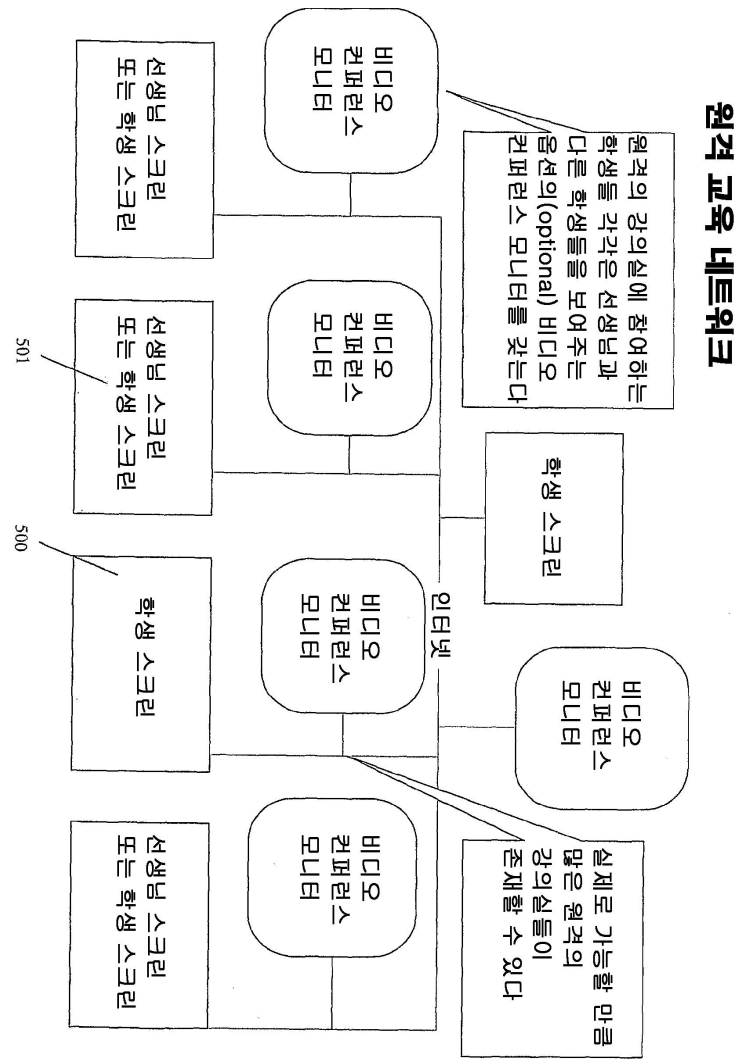 원격 교육 네트워크
원격의 강의실에 참여하는
학생들 각각은 선생님과
다른 학생들을 보여주는
옵션의(optional) 비디오
컨퍼런스 모니터를 갖는다
학생 스크린
비디오
컨퍼런스
모니터
실제로 가능할 만큼
많은 원격의
강의실들이
존재할 수 있다
인터넷
비디오
컨퍼런스
모니터
비디오
컨퍼런스
모니터
비디오
컨퍼런스
모니터
비디오
컨퍼런스
모니터
선생님 스크린
또는 학생 스크린
선생님 스크린
또는 학생 스크린
학생 스크린
선생님 스크린
또는 학생 스크린
501
500